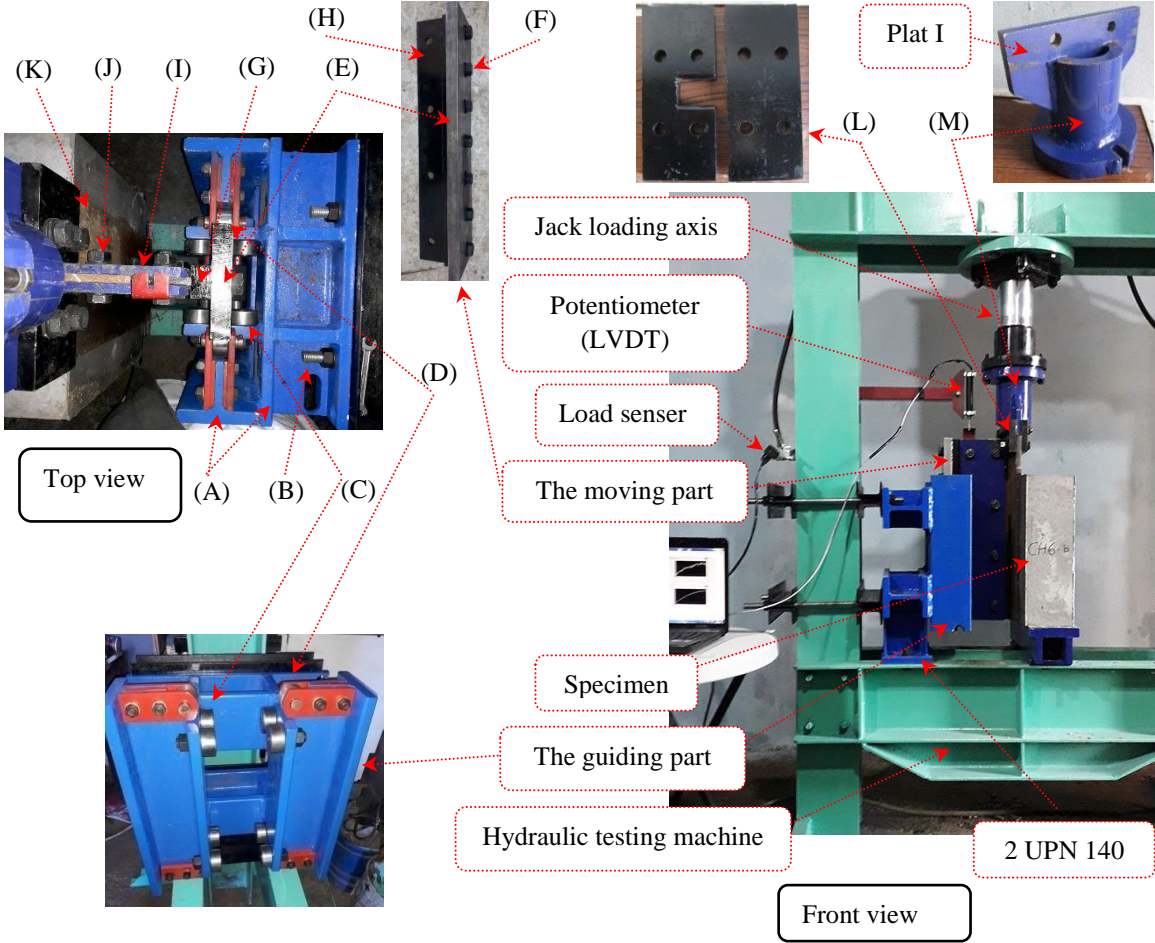 (H)
(F)
Plat I
(K)
(J)
(I)
(G)
(E)
(L)
(M)
Jack loading axis
Potentiometer
(LVDT)
Load senser
The moving part
(D)
Top view
(A)
(B)
(C)
CH6.b
Specimen
The guiding part
Hydraulic testing machine
2 UPN 140
Front view